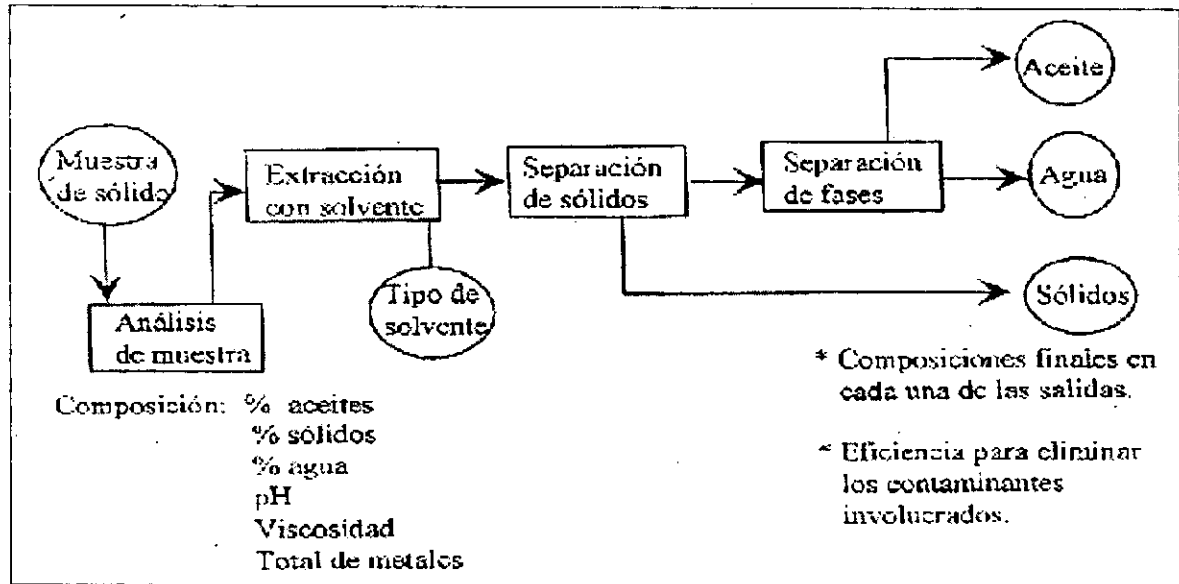 Muestra
de sólido
Análisis
de muestra
Extracción
con solvente
Tipo de
solvente
Separación
de sólidos
Separación
de fases
Aceite
Agua
Sólidos
Composición: % aceites
% sólidos
% agua
pH
Viscosidad
Total de metales
* Composiciones finales en
cada una de las salidas.
* Eficiencia para eliminar
los contaminantes
involucrados.